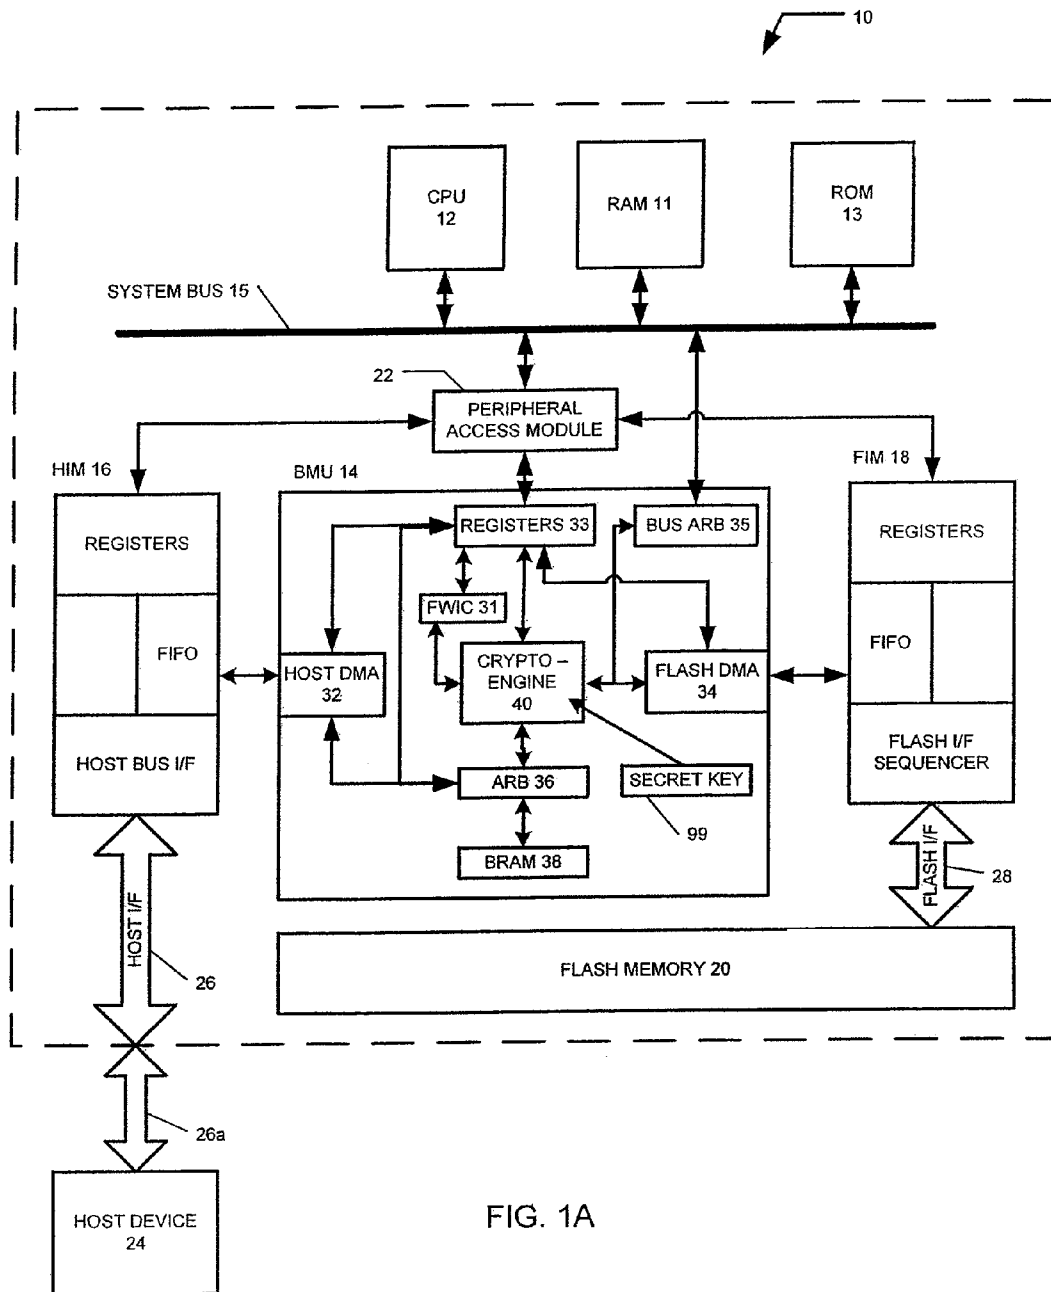 10
CPU
12
RAM 11
ROM
13
SYSTEM BUS 15
22
PERIPHERAL
ACCESS MODULE
HIM 16
BMU 14
FIM 18
REGISTERS
REGISTERS 33
BUS ARB 35
REGISTERS
FWIC 31
FIFO
HOST DMA
32
CRYPTO –
ENGINE
40
FLASH DMA
34
FIFO
HOST BUS I/F
ARB 36
SECRET KEY
FLASH I/F
SEQUENCER
99
BRAM 38
FLASH I/F
28
HOST I/F
26
FLASH MEMORY 20
26a
HOST DEVICE
24
FIG. 1A